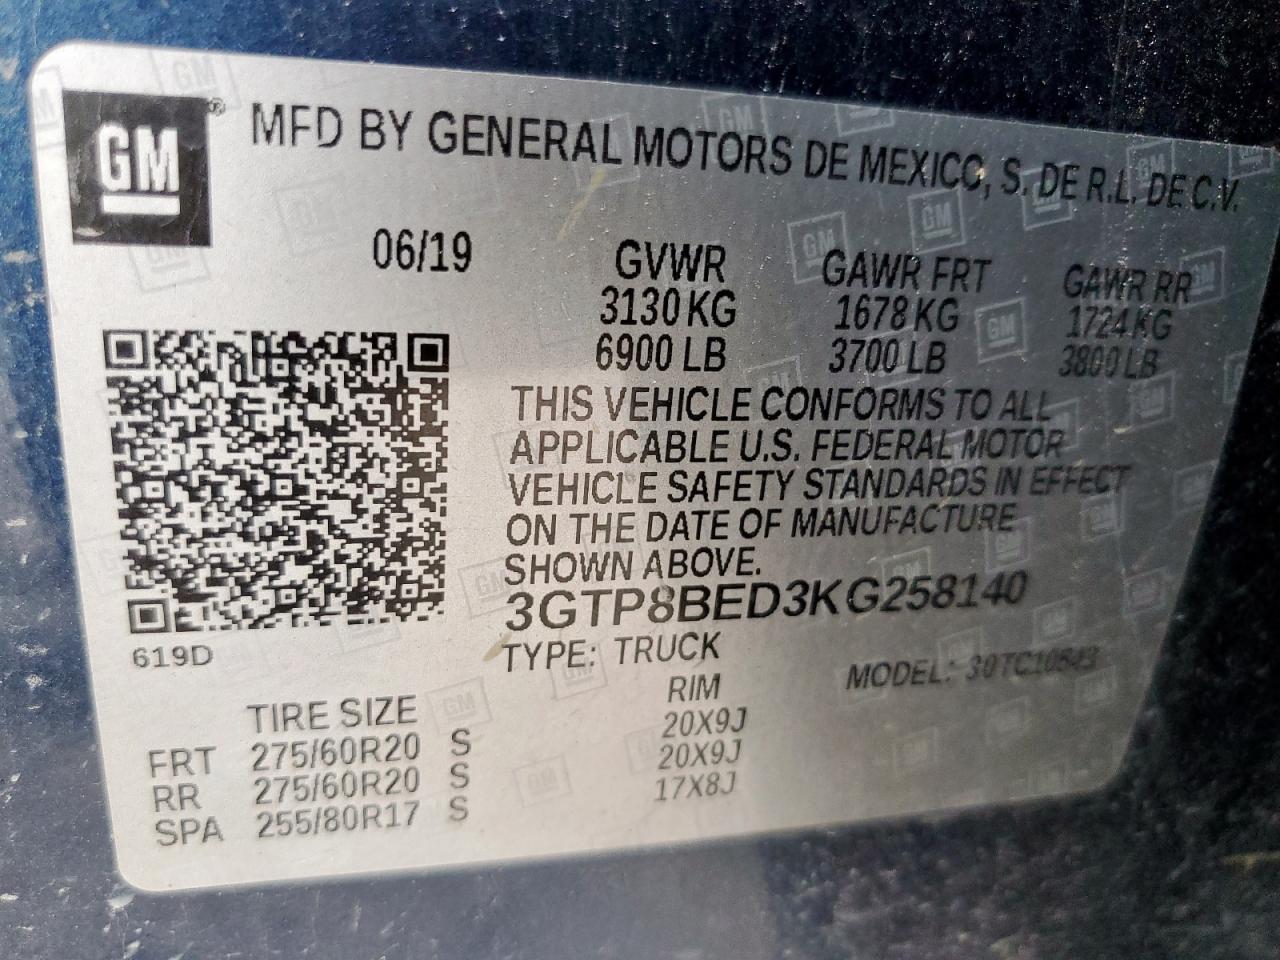 GM ® MFD BY GENERAL MOTORS DE MEXICO, S. DE R.L. DE C.V.
06/19 GVWR GAWR FRT GAWR RR
3130 KG 1678 KG 1724 KG
6900 LB 3700 LB 3800 LB
THIS VEHICLE CONFORMS TO ALL
APPLICABLE U.S. FEDERAL MOTOR
VEHICLE SAFETY STANDARDS IN EFFECT
ON THE DATE OF MANUFACTURE
SHOWN ABOVE.
3GTP8BED3KG258140
619D
TYPE: TRUCK MODEL:
TIRE SIZE RIM
FRT 275/60R20 S 20X9J
RR 275/60R20 S 20X9J
SPA 255/80R17 S 17X8J